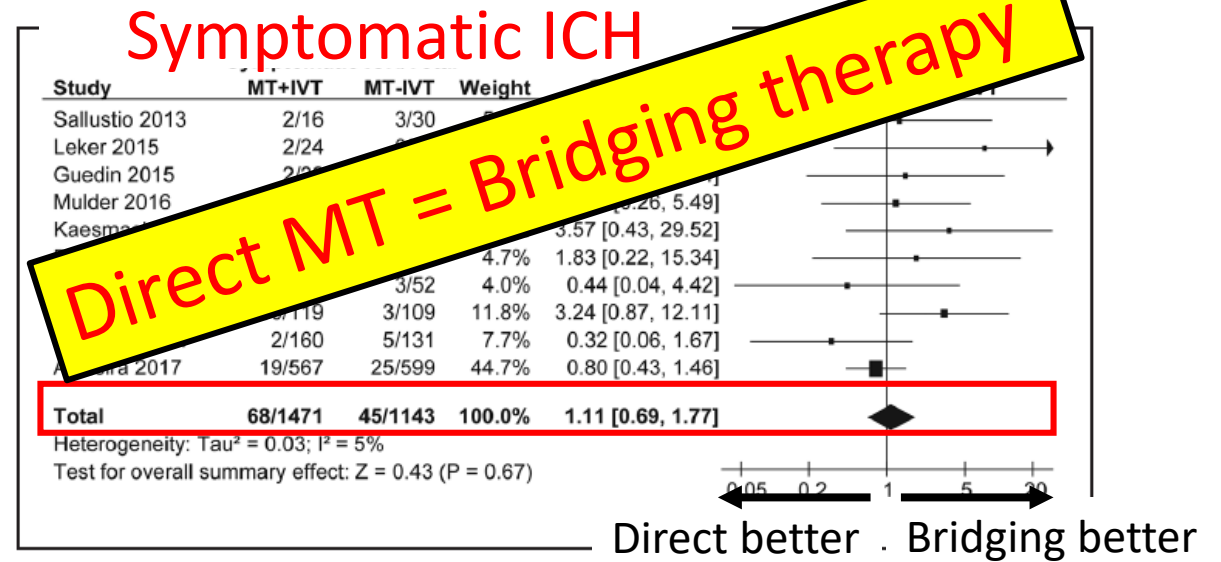 Symptomatic ICH
Direct MT = Bridging therapy
Study MT+IVT MT-IVT Weight
Sallustio 2013 2/16 3/30
Leker 2015 2/24
Guedin 2015
Mulder 2016 5.49]
3.57 [0.43, 29.52]
4.7% 1.83 [0.22, 15.34]
3/52 4.0% 0.44 [0.04, 4.42]
3/109 11.8% 3.24 [0.87, 12.11]
2/160 5/131 7.7% 0.32 [0.06, 1.67]
2017 19/567 25/599 44.7% 0.80 [0.43, 1.46]
Total 68/1471 45/1143 100.0% 1.11 [0.69, 1.77]
Heterogeneity: Tau² = 0.03; I² = 5%
Test for overall summary effect: Z = 0.43 (P = 0.67)
0.05 0.2 1 5 20
Direct better Bridging better